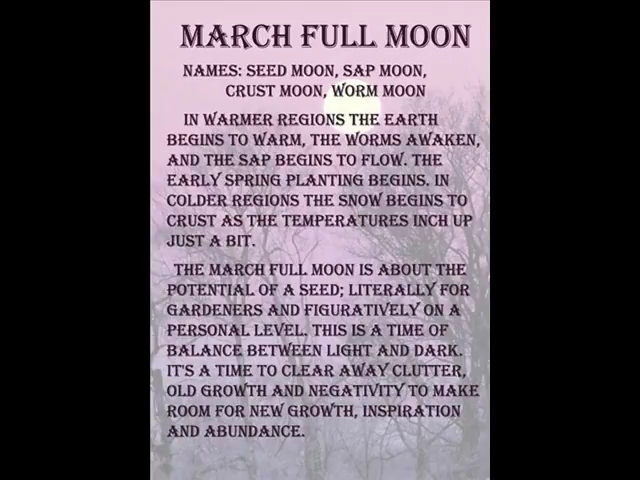 MARCH FULL MOON
NAMES: SEED MOON, SAP MOON,
CRUST MOON, WORM MOON
IN WARMER REGIONS THE EARTH
BEGINS TO WARM, THE WORMS AWAKEN,
AND THE SAP BEGINS TO FLOW. THE
EARLY SPRING PLANTING BEGINS. IN
COLDER REGIONS THE SNOW BEGINS TO
CRUST AS THE TEMPERATURES INCH UP
JUST A BIT.
THE MARCH FULL MOON IS ABOUT THE
POTENTIAL OF A SEED; LITERALLY FOR
GARDENERS AND FIGURATIVELY ON A
PERSONAL LEVEL. THIS IS A TIME OF
BALANCE BETWEEN LIGHT AND DARK.
IT'S A TIME TO CLEAR AWAY CLUTTER,
OLD GROWTH AND NEGATIVITY TO MAKE
ROOM FOR NEW GROWTH, INSPIRATION
AND ABUNDANCE.